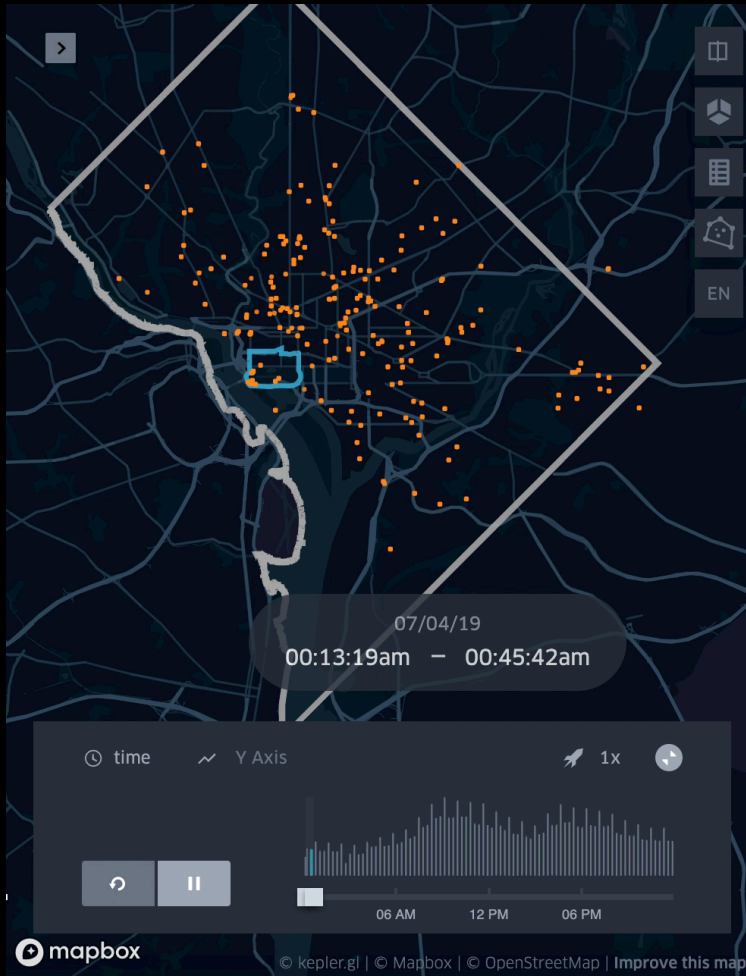 EN
07/04/19
00:13:19am – 00:45:42am
time
Y Axis
1x
06 AM
12 PM
06 PM
mapbox
© kepler.gl | © Mapbox | © OpenStreetMap | Improve this map